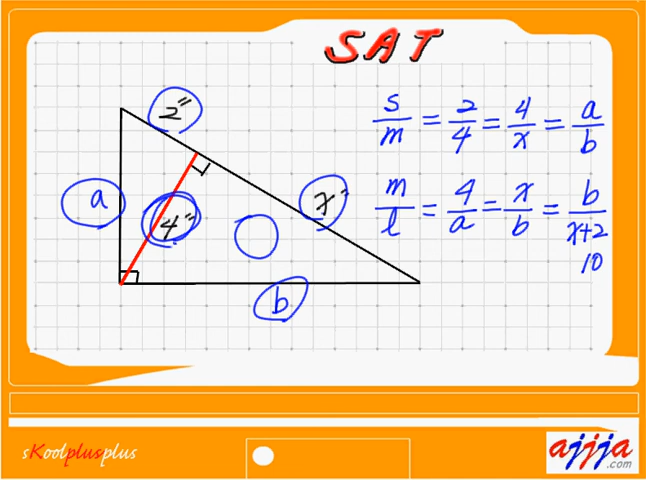 SAT
2"
a
4"
x"
b
s/m = 2/4 = 4/x = a/b
m/l = 4/a = x/b = b/x+2
10
sKoolplusplus
ajjja
.com